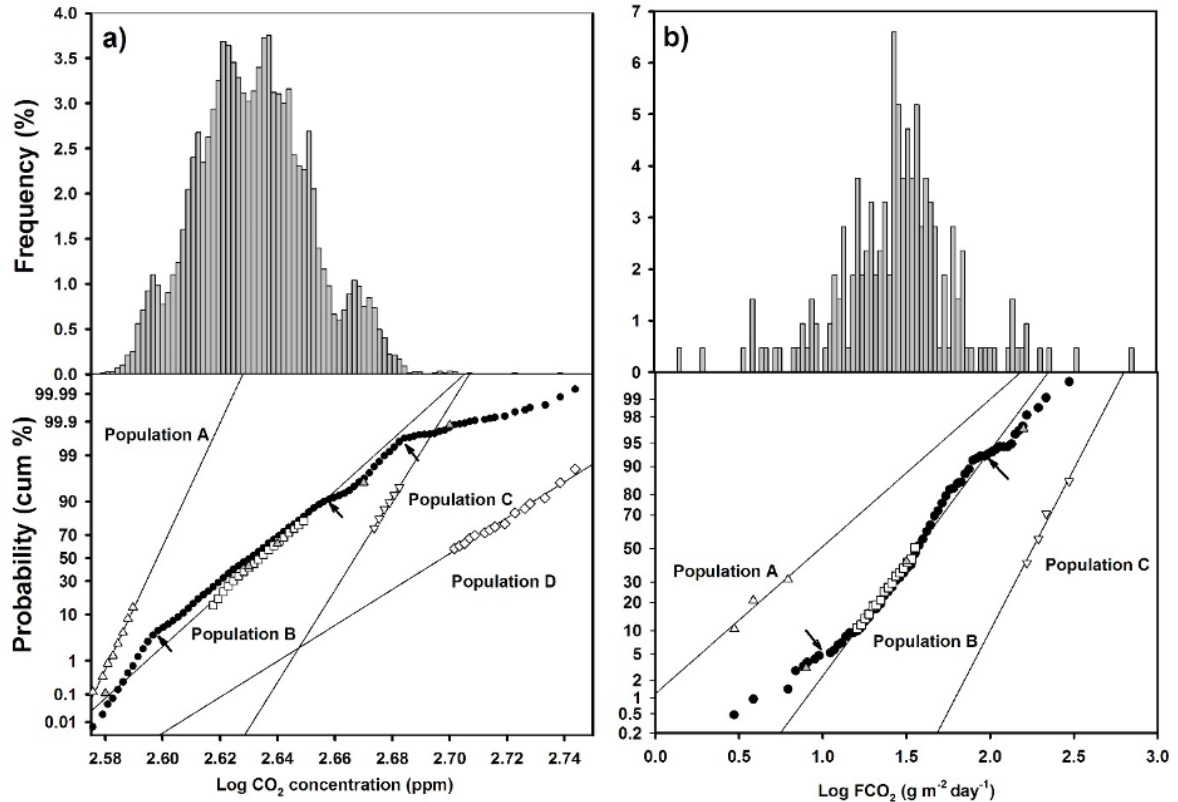 a)
Frequency (%)
4.0
3.5
3.0
2.5
2.0
1.5
1.0
0.5
0.0
Probability (cum %)
99.99
99.9
99
90
70
50
30
10
1
0.1
0.01
Population A
Population B
Population C
Population D
2.58 2.60 2.62 2.64 2.66 2.68 2.70 2.72 2.74
Log CO₂ concentration (ppm)
b)
7
6
5
4
3
2
1
0
99
98
95
90
80
70
50
30
20
10
5
2
1
0.5
0.2
Population A
Population B
Population C
0.0 0.5 1.0 1.5 2.0 2.5 3.0
Log FCO₂ (g m⁻² day⁻¹)